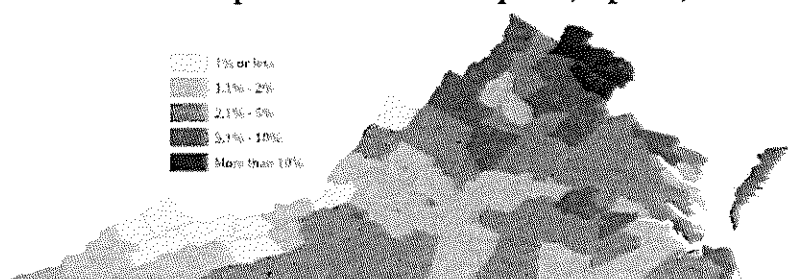 1% or less
1.1% - 2%
2.1% - 5%
5.1% - 10%
More than 10%